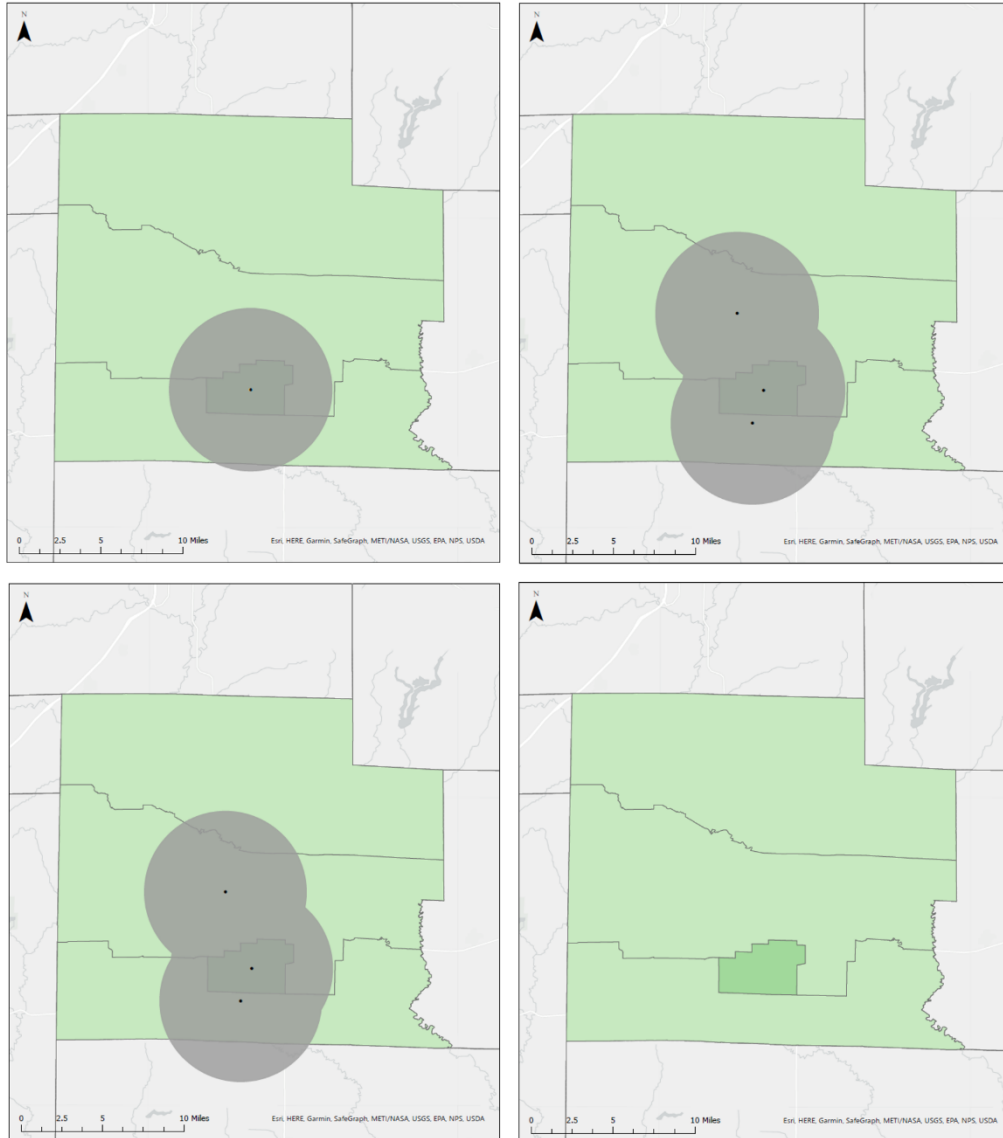 N
N
0 2.5 5 10 Miles
Esri, HERE, Garmin, SafeGraph, METI/NASA, USGS, EPA, NPS, USDA
0 2.5 5 10 Miles
Esri, HERE, Garmin, SafeGraph, METI/NASA, USGS, EPA, NPS, USDA
N
N
0 2.5 5 10 Miles
Esri, HERE, Garmin, SafeGraph, METI/NASA, USGS, EPA, NPS, USDA
0 2.5 5 10 Miles
Esri, HERE, Garmin, SafeGraph, METI/NASA, USGS, EPA, NPS, USDA